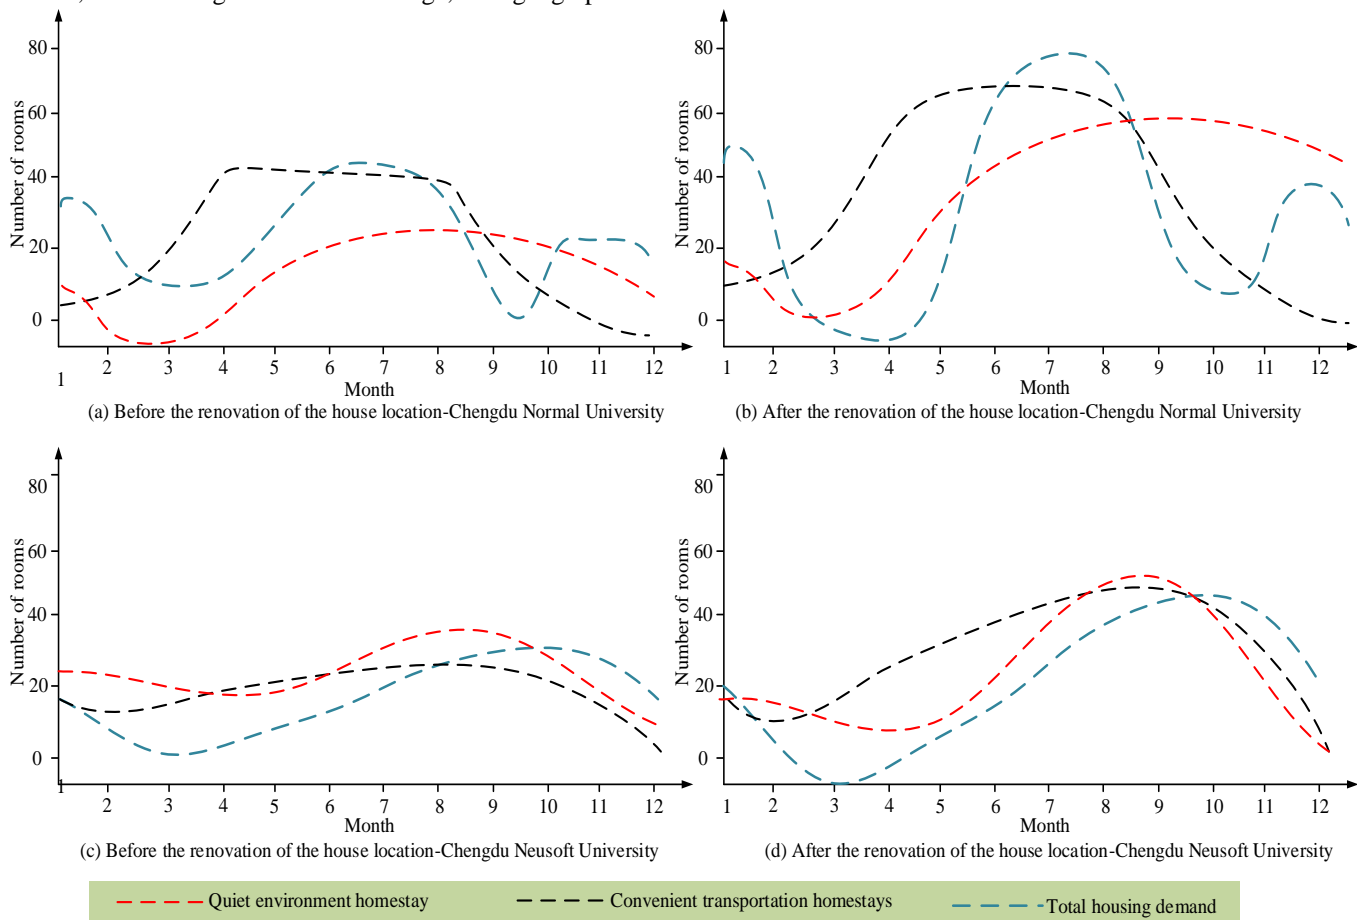 80
60
40
20
0
Number of rooms
1
2 3 4 5 6 7 8 9 10 11 12
Month
(a) Before the renovation of the house location-Chengdu Normal University
80
60
40
20
0
Number of rooms
1 2 3 4 5 6 7 8 9 10 11 12
Month
(b) After the renovation of the house location-Chengdu Normal University
80
60
40
20
0
Number of rooms
1 2 3 4 5 6 7 8 9 10 11 12
Month
(c) Before the renovation of the house location-Chengdu Neusoft University
80
60
40
20
0
Number of rooms
1 2 3 4 5 6 7 8 9 10 11 12
Month
(d) After the renovation of the house location-Chengdu Neusoft University
Quiet environment homestay
Convenient transportation homestays
Total housing demand